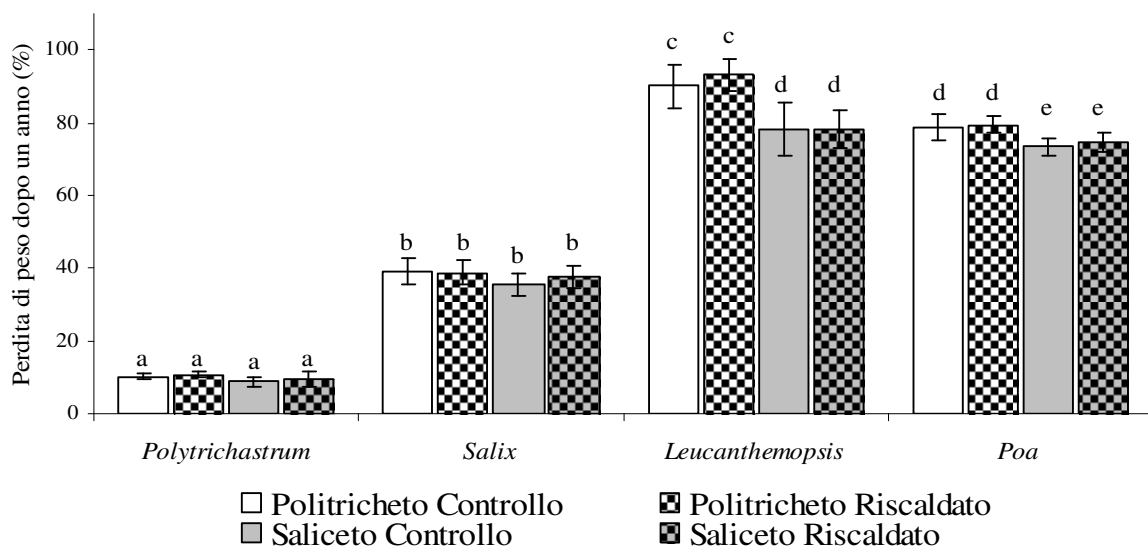 Perdita di peso dopo un anno (%)
100
80
60
40
20
0
a a a a
b b b b
c c d d
d d e e
Polytrichastrum
Salix
Leucanthemopsis
Poa
Politricheto Controllo
Politricheto Riscaldato
Saliceto Controllo
Saliceto Riscaldato